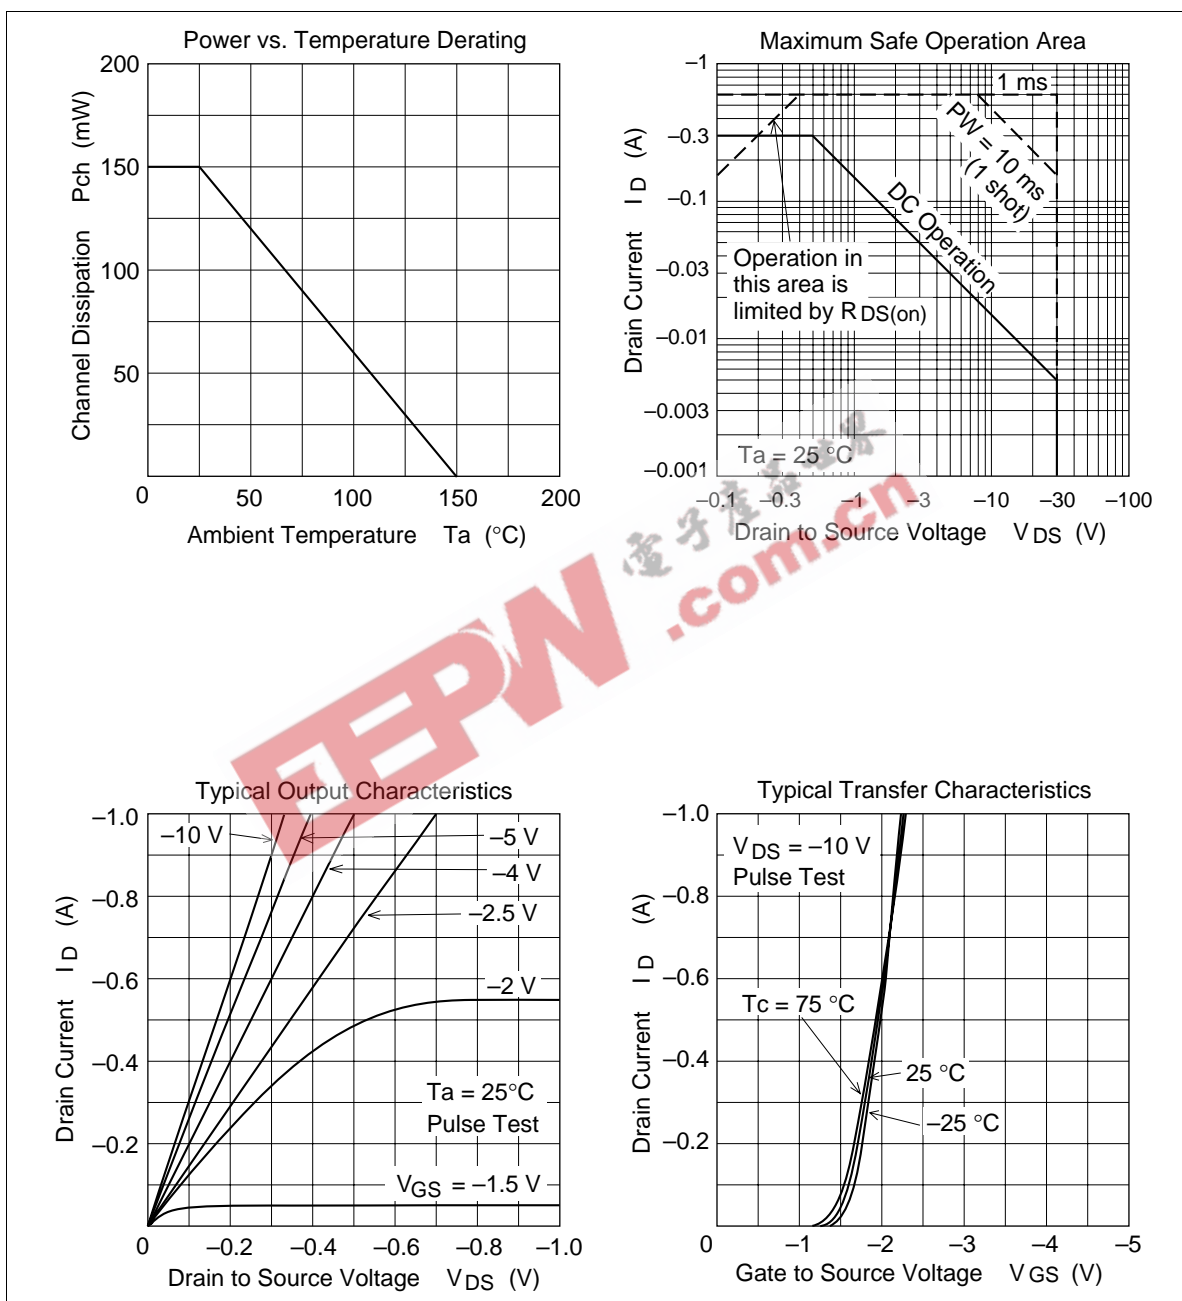 Power vs. Temperature Derating
200
150
100
50
Channel Dissipation Pch (mW)
0 50 100 150 200
Ambient Temperature Ta (°C)
Maximum Safe Operation Area
–1
–0.3
–0.1
–0.03
–0.01
–0.003
–0.001
Drain Current I D (A)
1 ms
PW = 10 ms
(1 shot)
DC Operation
Operation in
this area is
limited by R DS(on)
Ta = 25 °C
–0.1 –0.3 –1 –3 –10 –30 –100
Drain to Source Voltage V DS (V)
電子產品世界
EEPW
.com.cn
Typical Output Characteristics
–1.0
–0.8
–0.6
–0.4
–0.2
Drain Current I D (A)
–10 V
–5 V
–4 V
–2.5 V
–2 V
Ta = 25°C
Pulse Test
VGS = –1.5 V
0 –0.2 –0.4 –0.6 –0.8 –1.0
Drain to Source Voltage V DS (V)
Typical Transfer Characteristics
–1.0
–0.8
–0.6
–0.4
–0.2
Drain Current I D (A)
V DS = –10 V
Pulse Test
Tc = 75 °C
25 °C
–25 °C
0 –1 –2 –3 –4 –5
Gate to Source Voltage V GS (V)